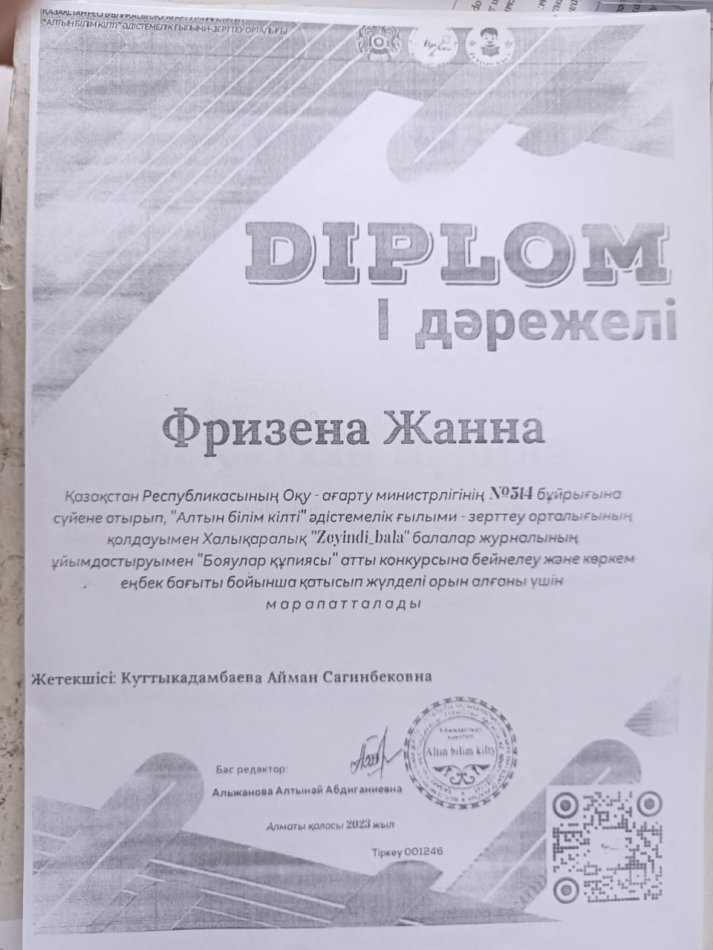 "АЛТЫН БІЛІМ КІЛТІ" ӘДІСТЕМЕЛІК ҒЫЛЫМИ-ЗЕРТТЕУ ОРТАЛЫҒЫ
DIPLOM
І дәрежелі
Фризена Жанна
Қазақстан Республикасының Оқу - ағарту министрлігінің №514 бұйрығына
сүйене отырып, "Алтын білім кілті" әдістемелік ғылыми - зерттеу орталығының
қолдауымен Халықаралық "Zeyindi_bala" балалар журналының
ұйымдастыруымен "Бояулар құпиясы" атты конкурсына бейнелеу және көркем
еңбек бағыты бойынша қатысып жүлделі орын алғаны үшін
марапатталады
Жетекшісі: Куттыкадамбаева Айман Сагинбековна
Altin bilim kilty
Бас редактор:
Альжанова Алтынай Абдиганиевна
Алматы қаласы 2023 жыл
Тіркеу 001246